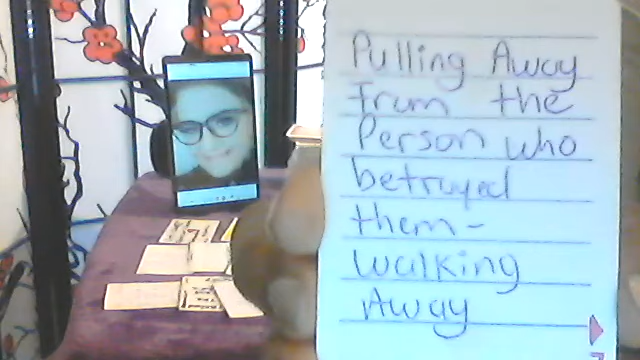 Pulling Away
From the
Person who
betrayed
them-
walking
Away